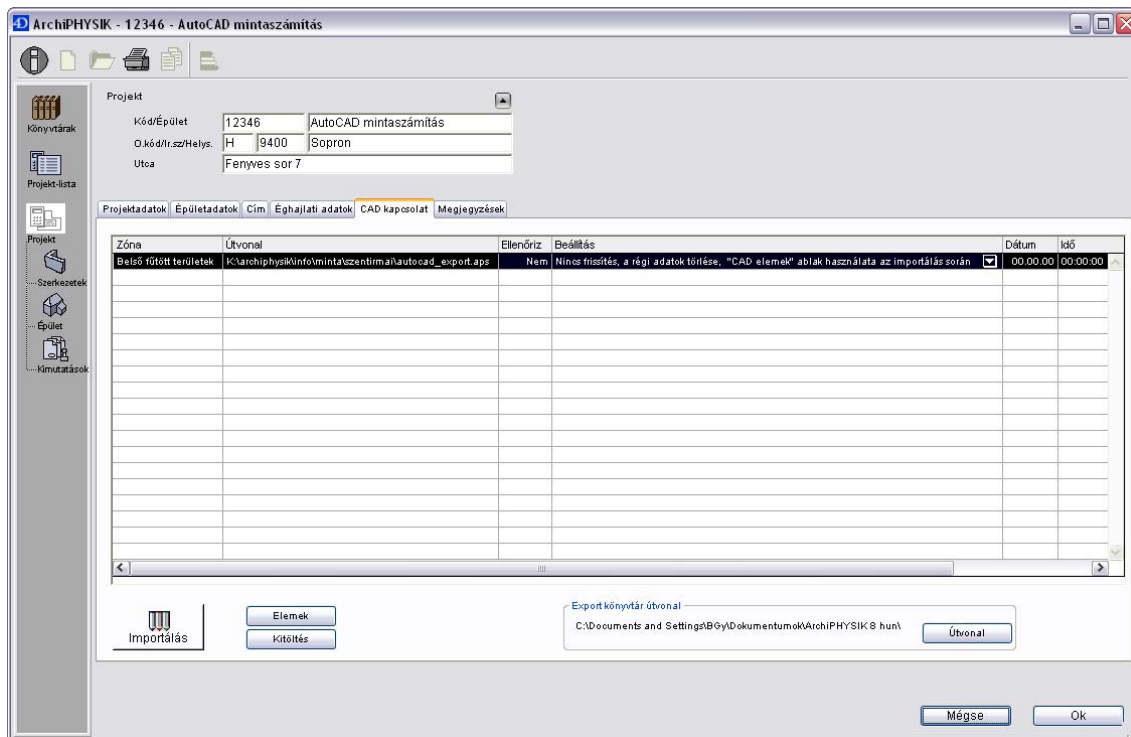 ArchiPHYSIK - 12346 - AutoCAD mintaszámítás
Könyvtárak
Projekt-lista
Projekt
Szerkezetek
Épület
Kimutatások
Projekt
Kód/Épület 12346 AutoCAD mintaszámítás
O.kód/Ir.sz/Helys. H 9400 Sopron
Utca Fenyves sor 7
Projektadatok Épületadatok Cím Éghajlati adatok CAD kapcsolat Megjegyzések
Zóna Útvonal Ellenőriz Beállítás Dátum Idő
Belső fűtött területek K:\archiphysik\info\minta\szentirmai\autocad_export.aps Nem Nincs frissítés, a régi adatok törlése, "CAD elemek" ablak használata az importálás során 00.00.00 00:00:00
Importálás
Elemek
Kitöltés
Export könyvtár útvonal
C:\Documents and Settings\BGy\Dokumentumok\ArchiPHYSIK 8 hun\
Útvonal
Mégse Ok